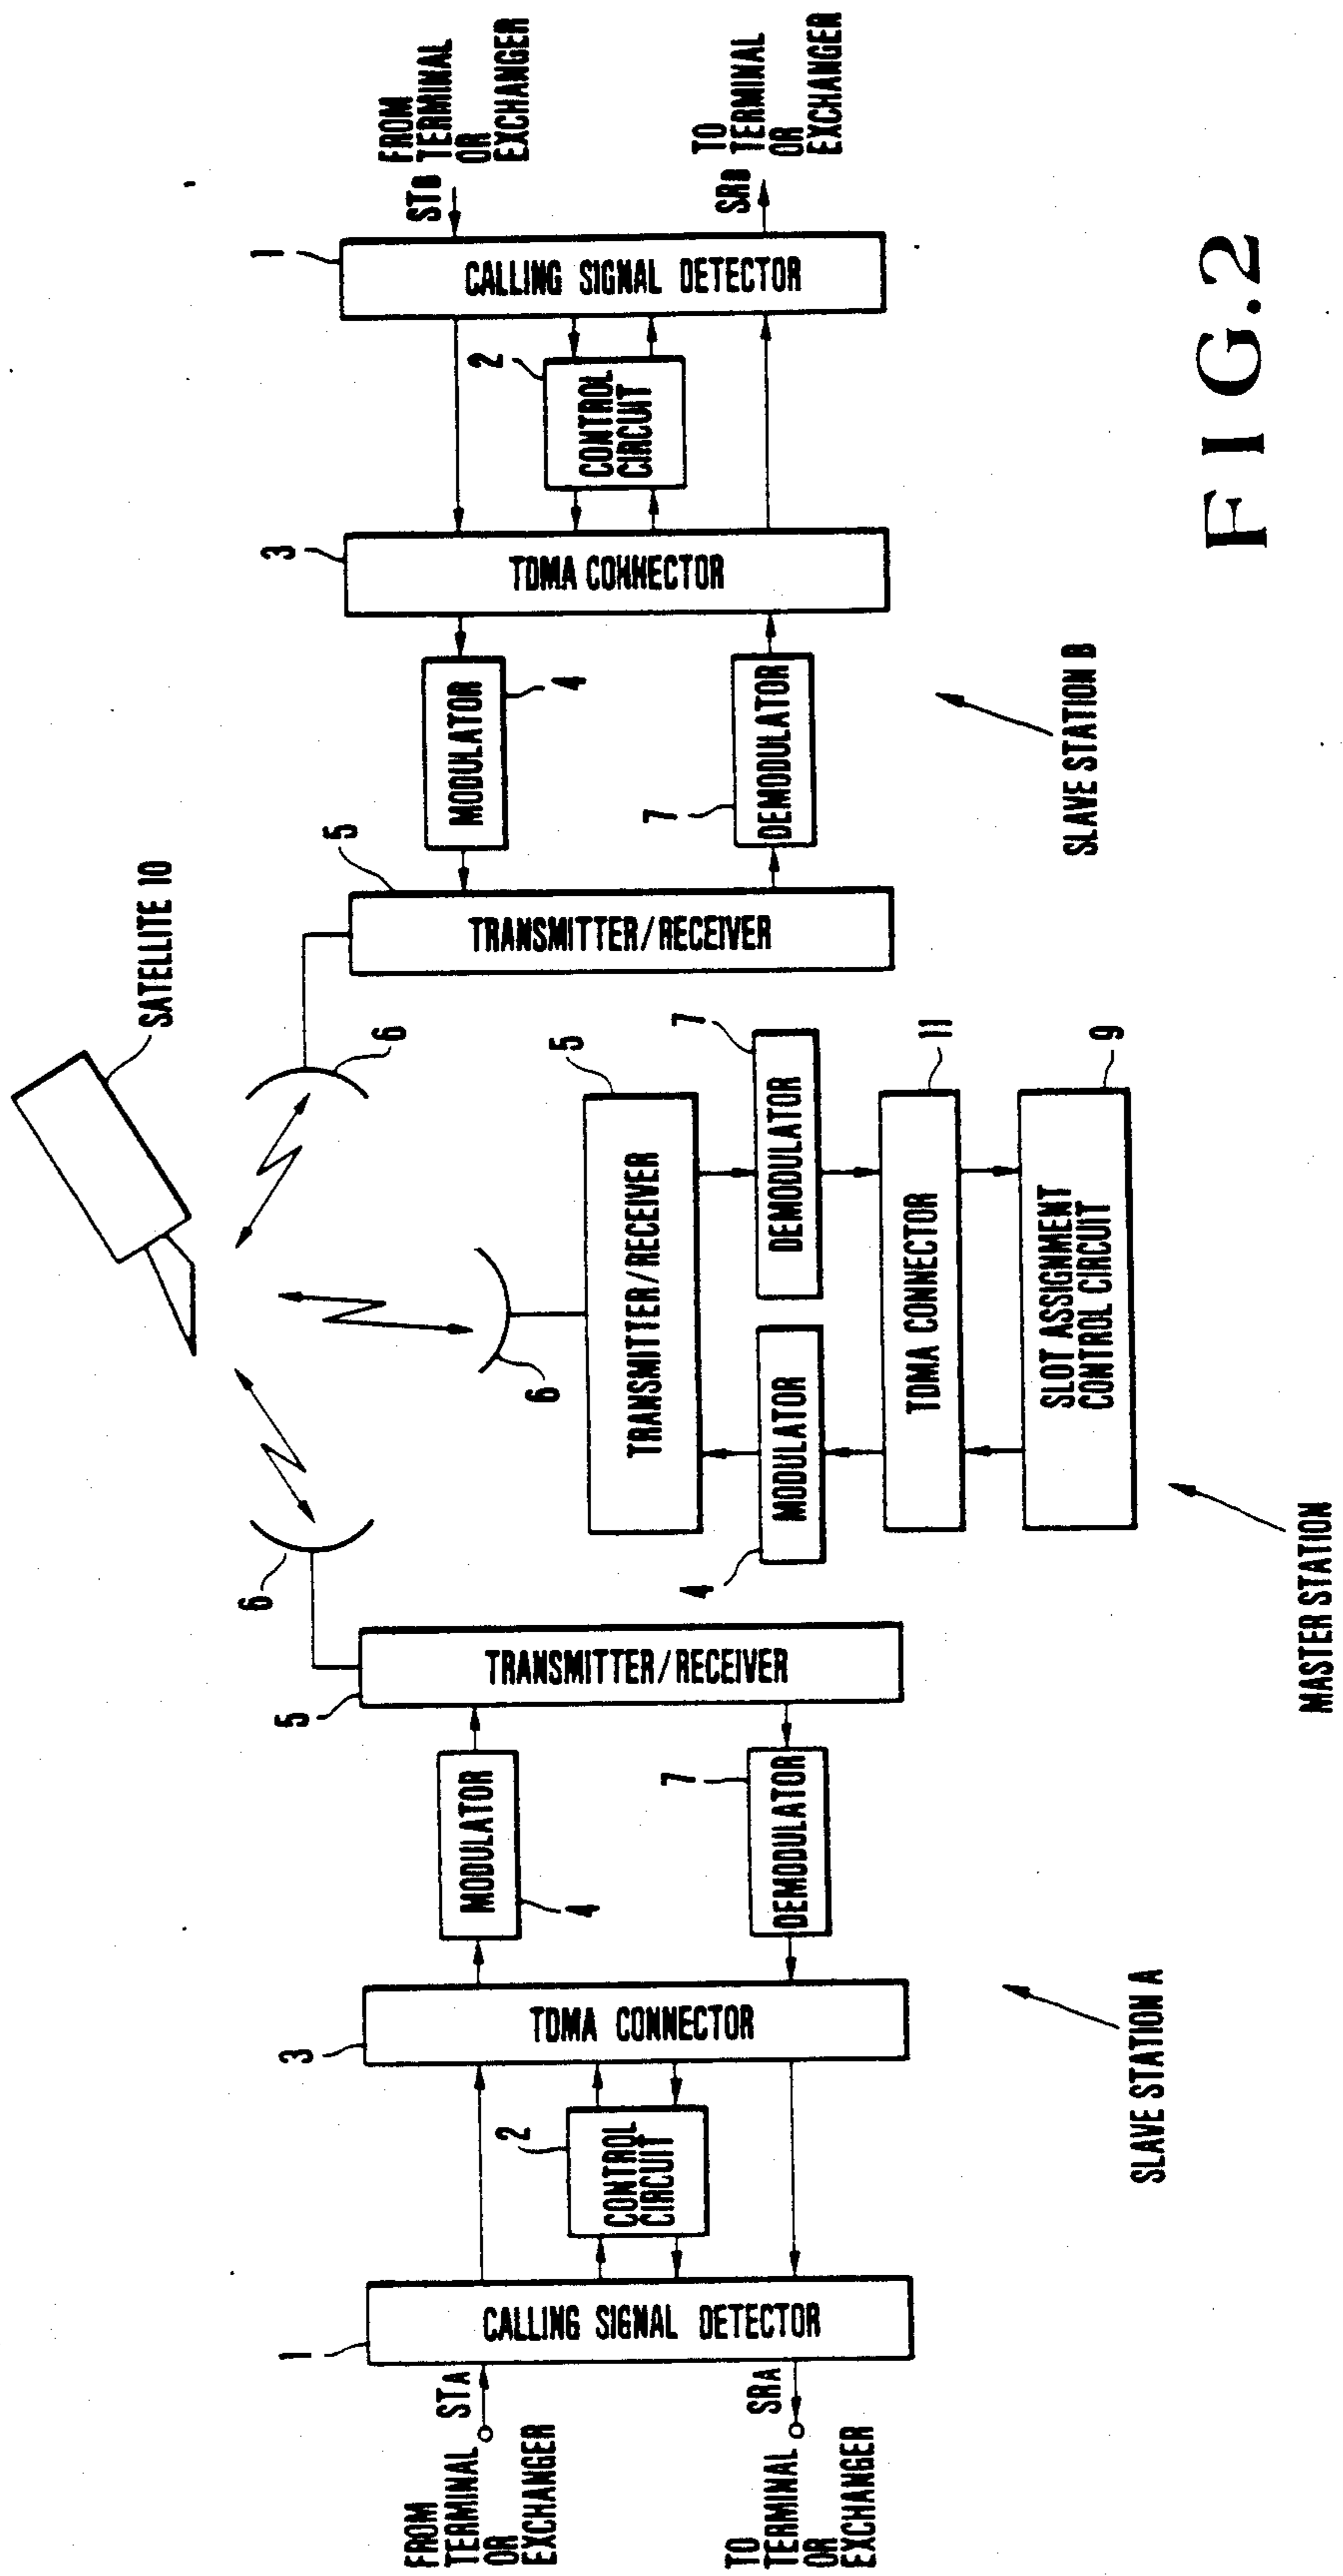 SATELLITE 10
6
6
6
FROM
TERMINAL
OR
EXCHANGER
STA
TO
TERMINAL
OR
EXCHANGER
SRA
1
CALLING SIGNAL DETECTOR
2
CONTROL
CIRCUIT
3
TDMA CONNECTOR
MODULATOR
4
7
DEMODULATOR
5
TRANSMITTER/RECEIVER
SLAVE STATION A
5
TRANSMITTER/RECEIVER
4
MODULATOR
7
DEMODULATOR
11
TDMA CONNECTOR
9
SLOT ASSIGNMENT
CONTROL CIRCUIT
MASTER STATION
5
TRANSMITTER/RECEIVER
MODULATOR
4
7
DEMODULATOR
3
TDMA CONNECTOR
2
CONTROL
CIRCUIT
1
CALLING SIGNAL DETECTOR
STB
FROM
TERMINAL
OR
EXCHANGER
SRB
TO
TERMINAL
OR
EXCHANGER
SLAVE STATION B
FIG.2